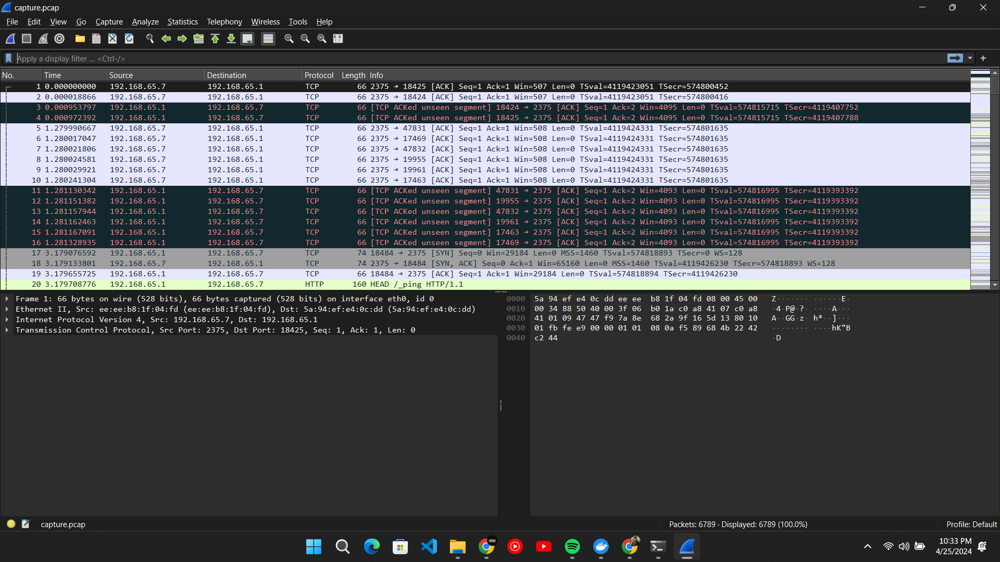 capture.pcap
File Edit View Go Capture Analyze Statistics Telephony Wireless Tools Help
Apply a display filter ... <Ctrl-/>
No. Time Source Destination Protocol Length Info
1 0.000000000 192.168.65.7 192.168.65.1 TCP 66 2375 → 18425 [ACK] Seq=1 Ack=1 Win=507 Len=0 TSval=4119423051 TSecr=574800452
2 0.000018866 192.168.65.7 192.168.65.1 TCP 66 2375 → 18424 [ACK] Seq=1 Ack=1 Win=507 Len=0 TSval=4119423051 TSecr=574800416
3 0.000953797 192.168.65.1 192.168.65.7 TCP 66 [TCP ACKed unseen segment] 18424 → 2375 [ACK] Seq=1 Ack=2 Win=4095 Len=0 TSval=574815715 TSecr=4119407752
4 0.000972392 192.168.65.1 192.168.65.7 TCP 66 [TCP ACKed unseen segment] 18425 → 2375 [ACK] Seq=1 Ack=2 Win=4095 Len=0 TSval=574815715 TSecr=4119407788
5 1.279990667 192.168.65.7 192.168.65.1 TCP 66 2375 → 47831 [ACK] Seq=1 Ack=1 Win=508 Len=0 TSval=4119424331 TSecr=574801635
6 1.280017047 192.168.65.7 192.168.65.1 TCP 66 2375 → 17469 [ACK] Seq=1 Ack=1 Win=508 Len=0 TSval=4119424331 TSecr=574801635
7 1.280021806 192.168.65.7 192.168.65.1 TCP 66 2375 → 47832 [ACK] Seq=1 Ack=1 Win=508 Len=0 TSval=4119424331 TSecr=574801635
8 1.280024581 192.168.65.7 192.168.65.1 TCP 66 2375 → 19955 [ACK] Seq=1 Ack=1 Win=508 Len=0 TSval=4119424331 TSecr=574801635
9 1.280029921 192.168.65.7 192.168.65.1 TCP 66 2375 → 19961 [ACK] Seq=1 Ack=1 Win=508 Len=0 TSval=4119424331 TSecr=574801635
10 1.280241304 192.168.65.7 192.168.65.1 TCP 66 2375 → 17463 [ACK] Seq=1 Ack=1 Win=508 Len=0 TSval=4119424331 TSecr=574801635
11 1.281130342 192.168.65.1 192.168.65.7 TCP 66 [TCP ACKed unseen segment] 47831 → 2375 [ACK] Seq=1 Ack=2 Win=4093 Len=0 TSval=574816995 TSecr=4119393392
12 1.281151382 192.168.65.1 192.168.65.7 TCP 66 [TCP ACKed unseen segment] 19955 → 2375 [ACK] Seq=1 Ack=2 Win=4093 Len=0 TSval=574816995 TSecr=4119393392
13 1.281157944 192.168.65.1 192.168.65.7 TCP 66 [TCP ACKed unseen segment] 47832 → 2375 [ACK] Seq=1 Ack=2 Win=4093 Len=0 TSval=574816995 TSecr=4119393392
14 1.281162463 192.168.65.1 192.168.65.7 TCP 66 [TCP ACKed unseen segment] 19961 → 2375 [ACK] Seq=1 Ack=2 Win=4093 Len=0 TSval=574816995 TSecr=4119393392
15 1.281167091 192.168.65.1 192.168.65.7 TCP 66 [TCP ACKed unseen segment] 17463 → 2375 [ACK] Seq=1 Ack=2 Win=4093 Len=0 TSval=574816995 TSecr=4119393392
16 1.281328935 192.168.65.1 192.168.65.7 TCP 66 [TCP ACKed unseen segment] 17469 → 2375 [ACK] Seq=1 Ack=2 Win=4093 Len=0 TSval=574816995 TSecr=4119393392
17 3.179076592 192.168.65.1 192.168.65.7 TCP 74 18484 → 2375 [SYN] Seq=0 Win=29184 Len=0 MSS=1460 TSval=574818893 TSecr=0 WS=128
18 3.179133801 192.168.65.7 192.168.65.1 TCP 74 2375 → 18484 [SYN, ACK] Seq=0 Ack=1 Win=65160 Len=0 MSS=1460 TSval=4119426230 TSecr=574818893 WS=128
19 3.179655725 192.168.65.1 192.168.65.7 TCP 66 18484 → 2375 [ACK] Seq=1 Ack=1 Win=29184 Len=0 TSval=574818894 TSecr=4119426230
20 3.179708776 192.168.65.1 192.168.65.7 HTTP 160 HEAD /_ping HTTP/1.1
Frame 1: 66 bytes on wire (528 bits), 66 bytes captured (528 bits) on interface eth0, id 0
Ethernet II, Src: ee:ee:b8:1f:04:fd (ee:ee:b8:1f:04:fd), Dst: 5a:94:ef:e4:0c:dd (5a:94:ef:e4:0c:dd)
Internet Protocol Version 4, Src: 192.168.65.7, Dst: 192.168.65.1
Transmission Control Protocol, Src Port: 2375, Dst Port: 18425, Seq: 1, Ack: 1, Len: 0
0000 5a 94 ef e4 0c dd ee ee b8 1f 04 fd 08 00 45 00 Z······· ······E·
0010 00 34 88 50 40 00 3f 06 b0 1a c0 a8 41 07 c0 a8 ·4·P@·?· ····A···
0020 41 01 09 47 47 f9 7a 8e 68 2a 9f 16 5d 13 80 10 A··GG·z· h*··]···
0030 01 fb fe e9 00 00 01 01 08 0a f5 89 68 4b 22 42 ········ ····hK"B
0040 c2 44 ·D
capture.pcap
Packets: 6789 · Displayed: 6789 (100.0%)
Profile: Default
10:33 PM
4/25/2024